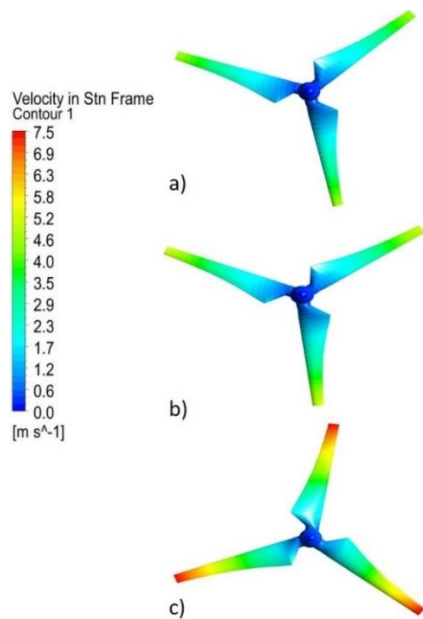 Velocity in Stn Frame
Contour 1
7.5
6.9
6.3
5.8
5.2
4.6
4.0
3.5
2.9
2.3
1.7
1.2
0.6
0.0
[m s^-1]
a)
b)
c)